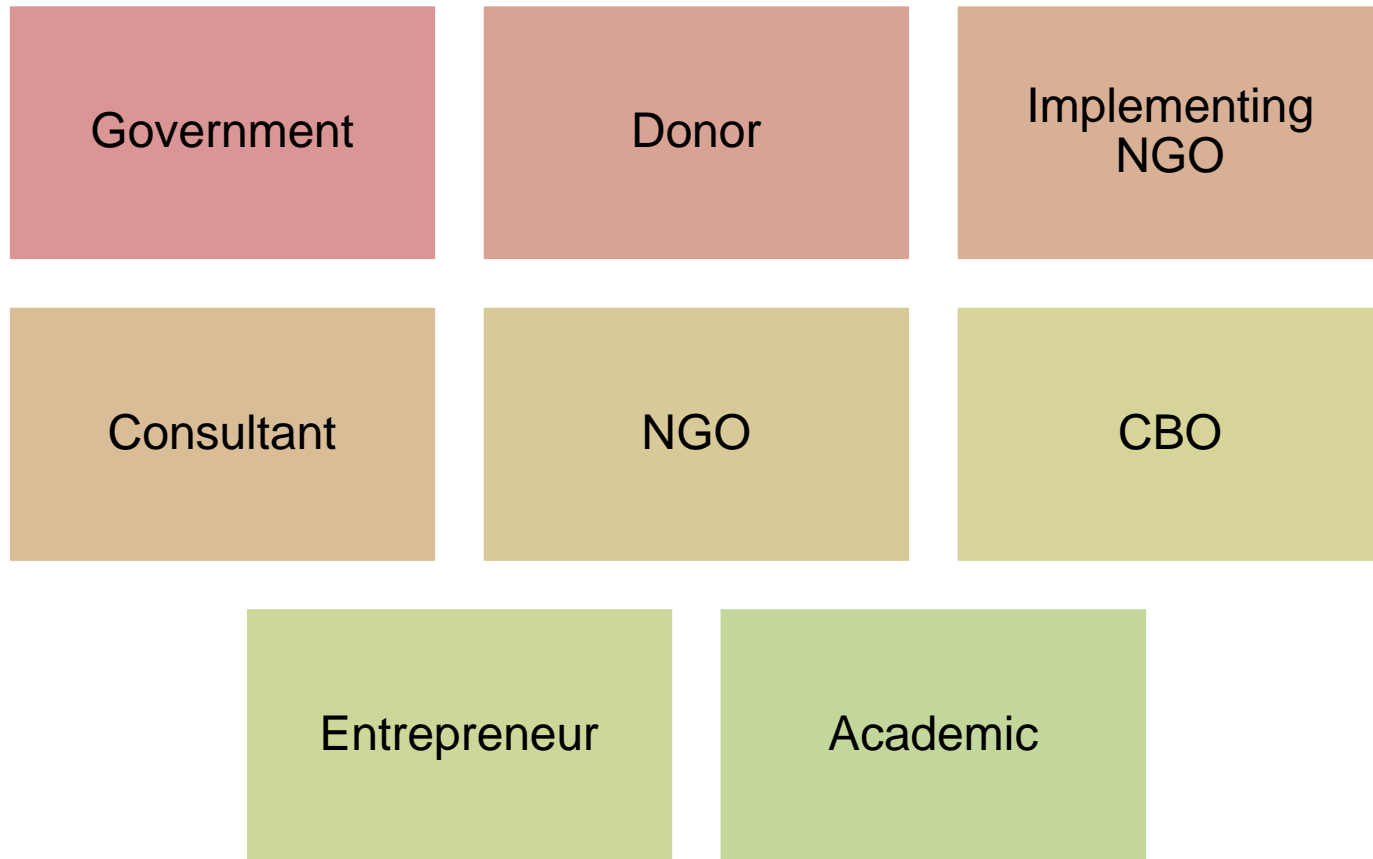 Government
Donor
Implementing
NGO
Consultant
NGO
CBO
Entrepreneur
Academic